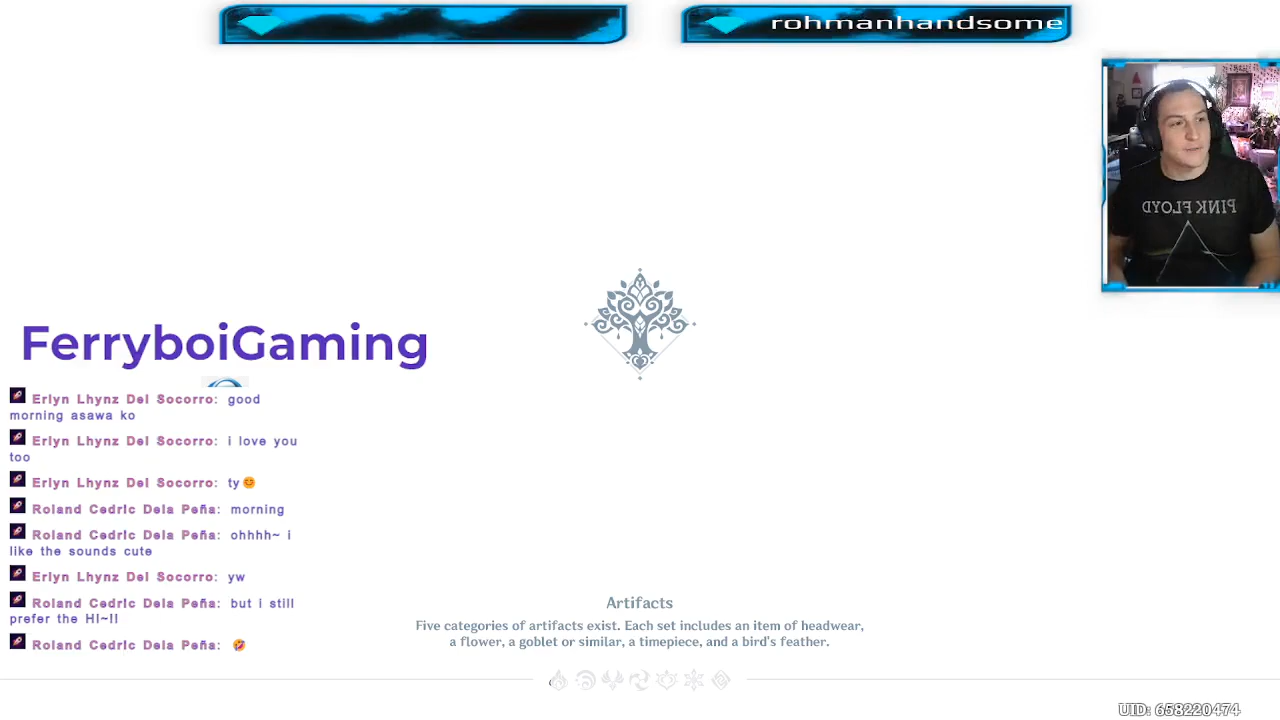 rohmanhandsome
PINK FLOYD
FerryboiGaming
Erlyn Lhynz Del Socorro: good
morning asawa ko
Erlyn Lhynz Del Socorro: i love you
too
Erlyn Lhynz Del Socorro: ty😊
Roland Cedric Dela Peña: morning
Roland Cedric Dela Peña: ohhhh~ i
like the sounds cute
Erlyn Lhynz Del Socorro: yw
Roland Cedric Dela Peña: but i still
prefer the HI~!!
Roland Cedric Dela Peña: 🤣
Artifacts
Five categories of artifacts exist. Each set includes an item of headwear,
a flower, a goblet or similar, a timepiece, and a bird's feather.
UID: 658220474